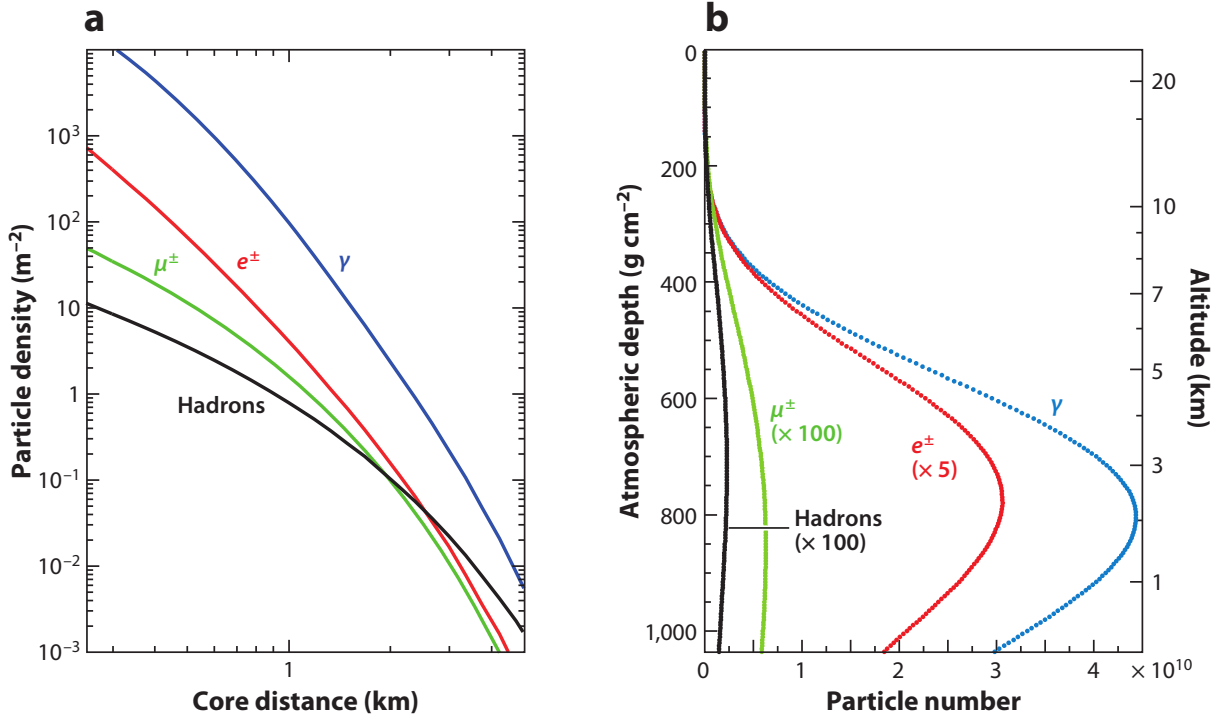 a
10³
10²
10
1
10⁻¹
10⁻²
10⁻³
Particle density (m⁻²)
μ±
e±
γ
Hadrons
1
Core distance (km)
b
0
200
400
600
800
1,000
Atmospheric depth (g cm⁻²)
20
10
7
5
3
1
Altitude (km)
γ
μ±
(× 100)
e±
(× 5)
Hadrons
(× 100)
0
1
2
3
4
× 10¹⁰
Particle number